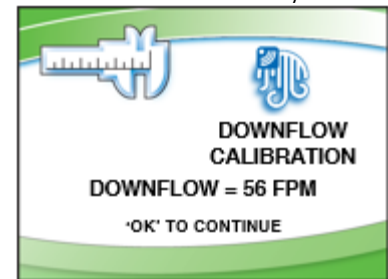 DOWNFLOW
CALIBRATION
DOWNFLOW = 56 FPM
'OK' TO CONTINUE